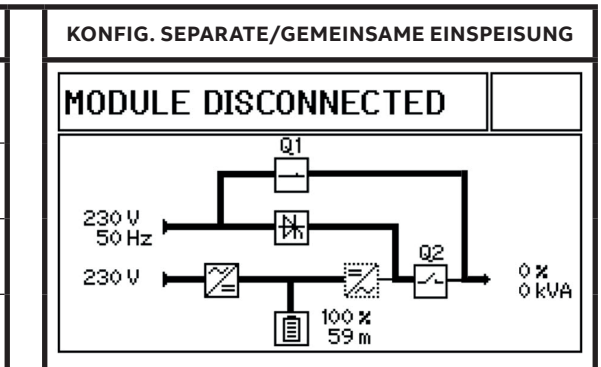 KONFIG. SEPARATE/GEMEINSAME EINSPEISUNG
MODULE DISCONNECTED
Q1
230 V
50 Hz
Q2
230 V
0 %
0 kVA
100 %
59 m